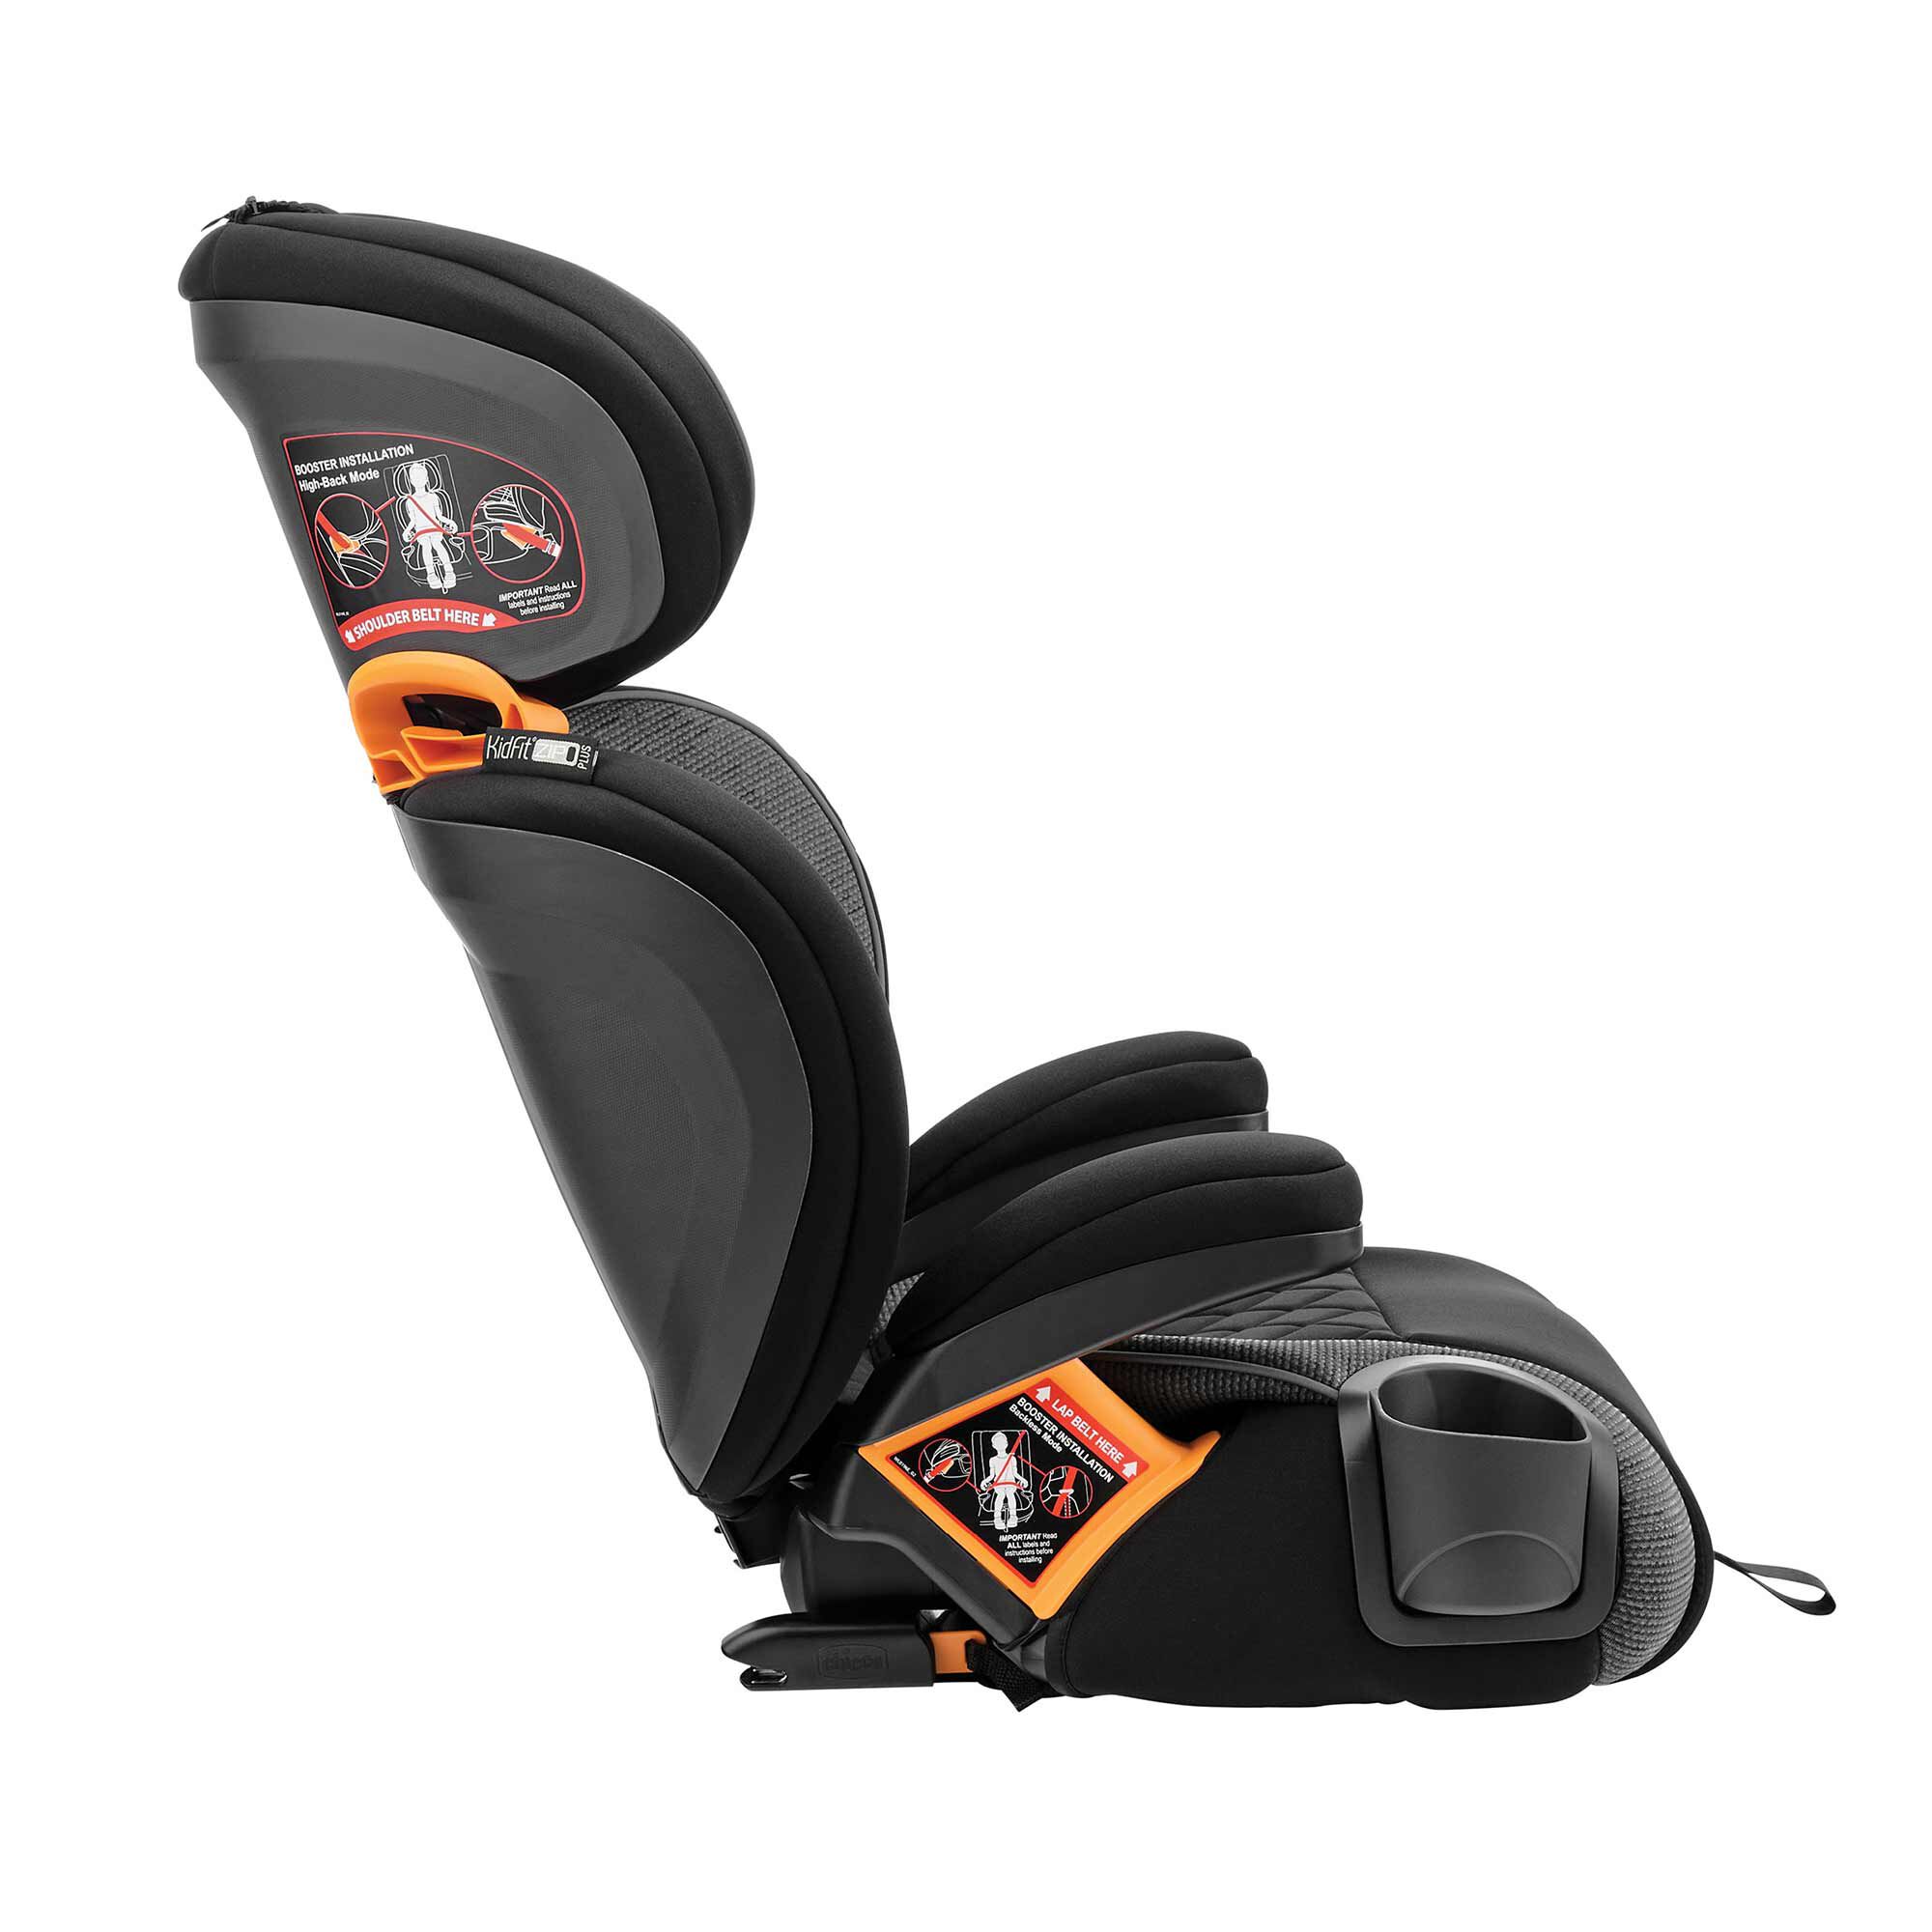 BOOSTER INSTALLATION
High-Back Mode
IMPORTANT Read ALL
labels and instructions
before installing
SHOULDER BELT HERE
KidFit ZIP PLUS
LAP BELT HERE
BOOSTER INSTALLATION
Backless Mode
IMPORTANT Read
ALL labels and
instructions before
installing
chicco